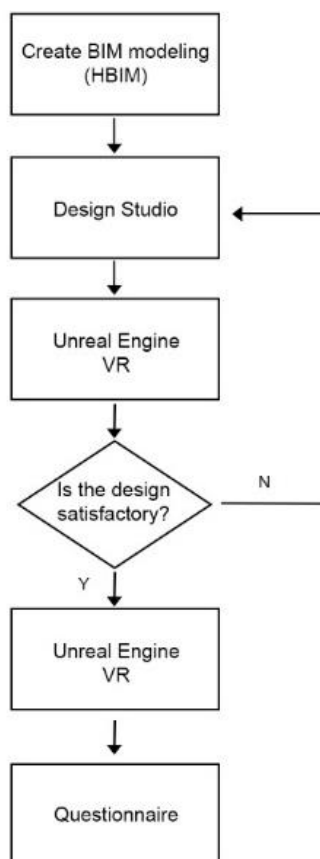 Create BIM modeling
(HBIM)
Design Studio
Unreal Engine
VR
Is the design
satisfactory?
N
Y
Unreal Engine
VR
Questionnaire